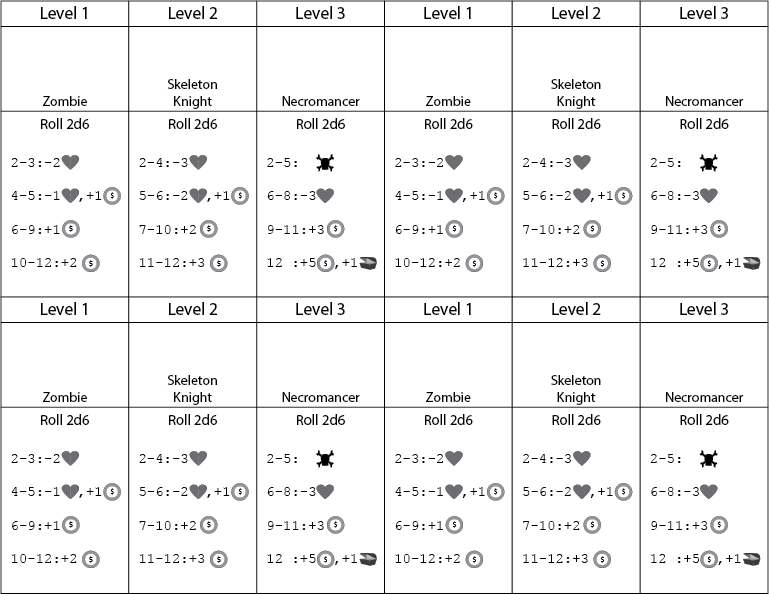 Level 1 Level 2 Level 3 Level 1 Level 2 Level 3
Zombie Skeleton Knight Necromancer Zombie Skeleton Knight Necromancer
Roll 2d6 Roll 2d6 Roll 2d6 Roll 2d6 Roll 2d6 Roll 2d6
2-3:-2 2-4:-3 2-5: 2-3:-2 2-4:-3 2-5:
4-5:-1,+1$ 5-6:-2,+1$ 6-8:-3 4-5:-1,+1$ 5-6:-2,+1$ 6-8:-3
6-9:+1$ 7-10:+2$ 9-11:+3$ 6-9:+1$ 7-10:+2$ 9-11:+3$
10-12:+2$ 11-12:+3$ 12 :+5$,+1 10-12:+2$ 11-12:+3$ 12 :+5$,+1
Level 1 Level 2 Level 3 Level 1 Level 2 Level 3
Zombie Skeleton Knight Necromancer Zombie Skeleton Knight Necromancer
Roll 2d6 Roll 2d6 Roll 2d6 Roll 2d6 Roll 2d6 Roll 2d6
2-3:-2 2-4:-3 2-5: 2-3:-2 2-4:-3 2-5:
4-5:-1,+1$ 5-6:-2,+1$ 6-8:-3 4-5:-1,+1$ 5-6:-2,+1$ 6-8:-3
6-9:+1$ 7-10:+2$ 9-11:+3$ 6-9:+1$ 7-10:+2$ 9-11:+3$
10-12:+2$ 11-12:+3$ 12 :+5$,+1 10-12:+2$ 11-12:+3$ 12 :+5$,+1